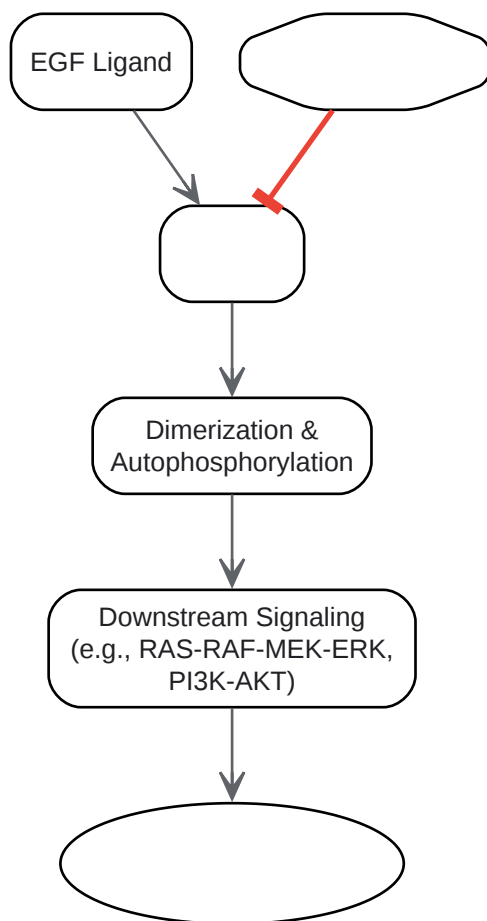 EGF Ligand
Dimerization &
Autophosphorylation
Downstream Signaling
(e.g., RAS-RAF-MEK-ERK,
PI3K-AKT)